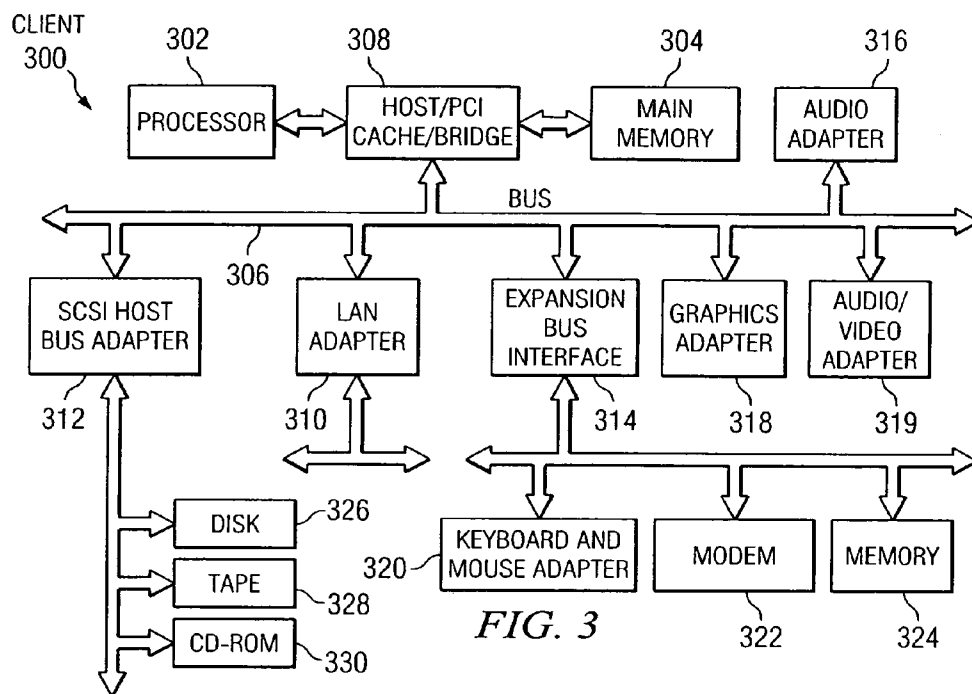 CLIENT
300
302
308
304
316
PROCESSOR
HOST/PCI
CACHE/BRIDGE
MAIN
MEMORY
AUDIO
ADAPTER
BUS
306
SCSI HOST
BUS ADAPTER
LAN
ADAPTER
EXPANSION
BUS
INTERFACE
GRAPHICS
ADAPTER
AUDIO/
VIDEO
ADAPTER
312
310
314
318
319
DISK
326
TAPE
328
CD-ROM
330
320
KEYBOARD AND
MOUSE ADAPTER
MODEM
MEMORY
322
324
FIG. 3